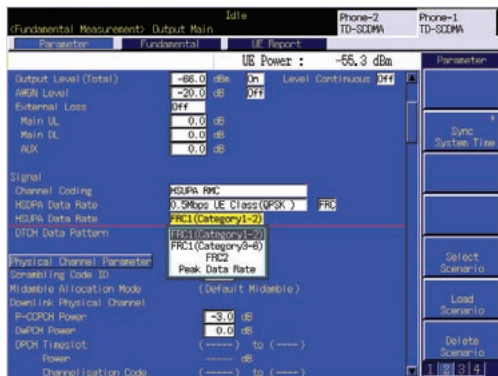 Idle
Phone-2
TD-SCDMA
Phone-1
TD-SCDMA
<Fundamental Measurement> Output Main
Parameter
Fundamental
UE Report
UE Power : -55.3 dBm
Parameter
Output Level(Total) -66.0 dBm On Level Continuous Off
AWGN Level -20.0 dB Off
External Loss Off
Main UL 0.0 dB
Main DL 0.0 dB
AUX 0.0 dB
Signal
Channel Coding HSUPA RMC
HSDPA Data Rate 0.5Mbps UE Class(QPSK ) FRC
HSUPA Data Rate FRC1(Category1-2)
DTCH Data Pattern
FRC1(Category1-2)
FRC1(Category3-6)
FRC2
Peak Data Rate
Physical Channel Parameter
Scrambling Code ID
Midamble Allocation Mode (Default Midamble)
Downlink Physical Channel
P-CCPCH Power -3.0 dB
DwPCH Power 0.0 dB
DPCH Timeslot (----) to (----)
Power ----- dB
Channelisation Code (----) to (----)
*
Sync
System Time
Select
Scenario
Load
Scenario
Delete
Scenario
1 2 3 4